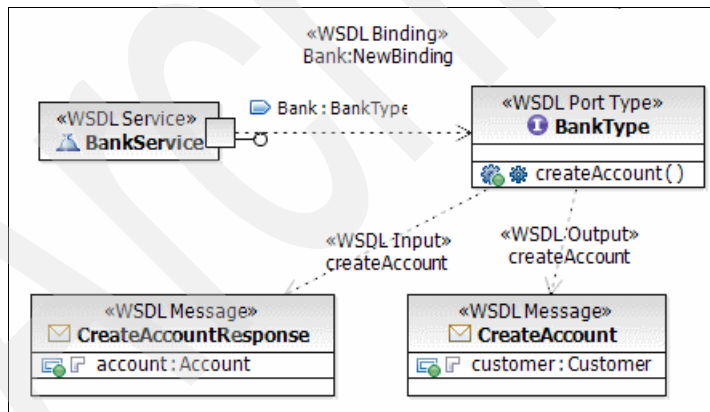 «WSDL Binding»
Bank:NewBinding
«WSDL Service»
BankService
Bank : BankType
«WSDL Port Type»
BankType
createAccount ( )
«WSDL Input»
createAccount
«WSDL Output»
createAccount
«WSDL Message»
CreateAccountResponse
account : Account
«WSDL Message»
CreateAccount
customer : Customer